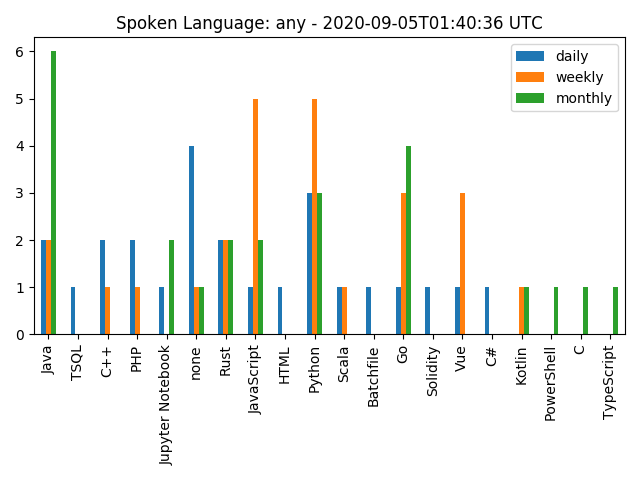 Spoken Language: any - 2020-09-05T01:40:36 UTC
daily
weekly
monthly
6
5
4
3
2
1
0
Java
TSQL
C++
PHP
Jupyter Notebook
none
Rust
JavaScript
HTML
Python
Scala
Batchfile
Go
Solidity
Vue
C#
Kotlin
PowerShell
C
TypeScript